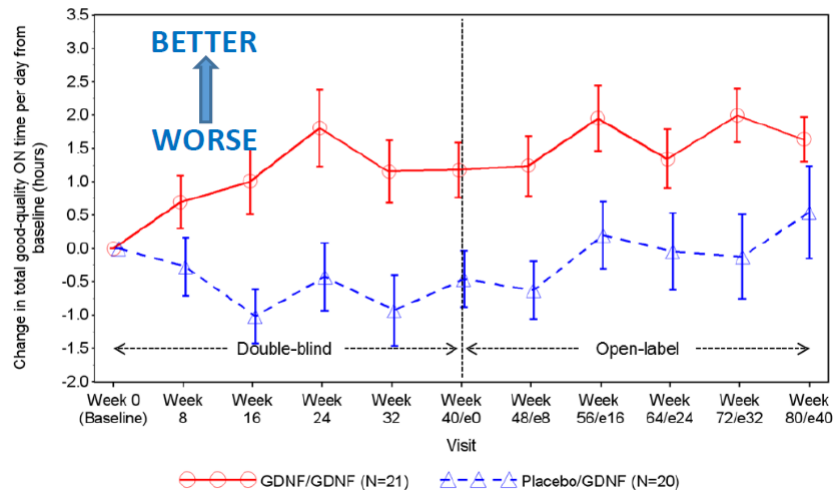 Change in total good-quality ON time per day from
baseline (hours)
3.5
3.0
2.5
2.0
1.5
1.0
0.5
0.0
-0.5
-1.0
-1.5
-2.0
BETTER
WORSE
Double-blind
Open-label
Week 0
(Baseline)
Week
8
Week
16
Week
24
Week
32
Week
40/e0
Week
48/e8
Week
56/e16
Week
64/e24
Week
72/e32
Week
80/e40
Visit
GDNF/GDNF (N=21)
Placebo/GDNF (N=20)